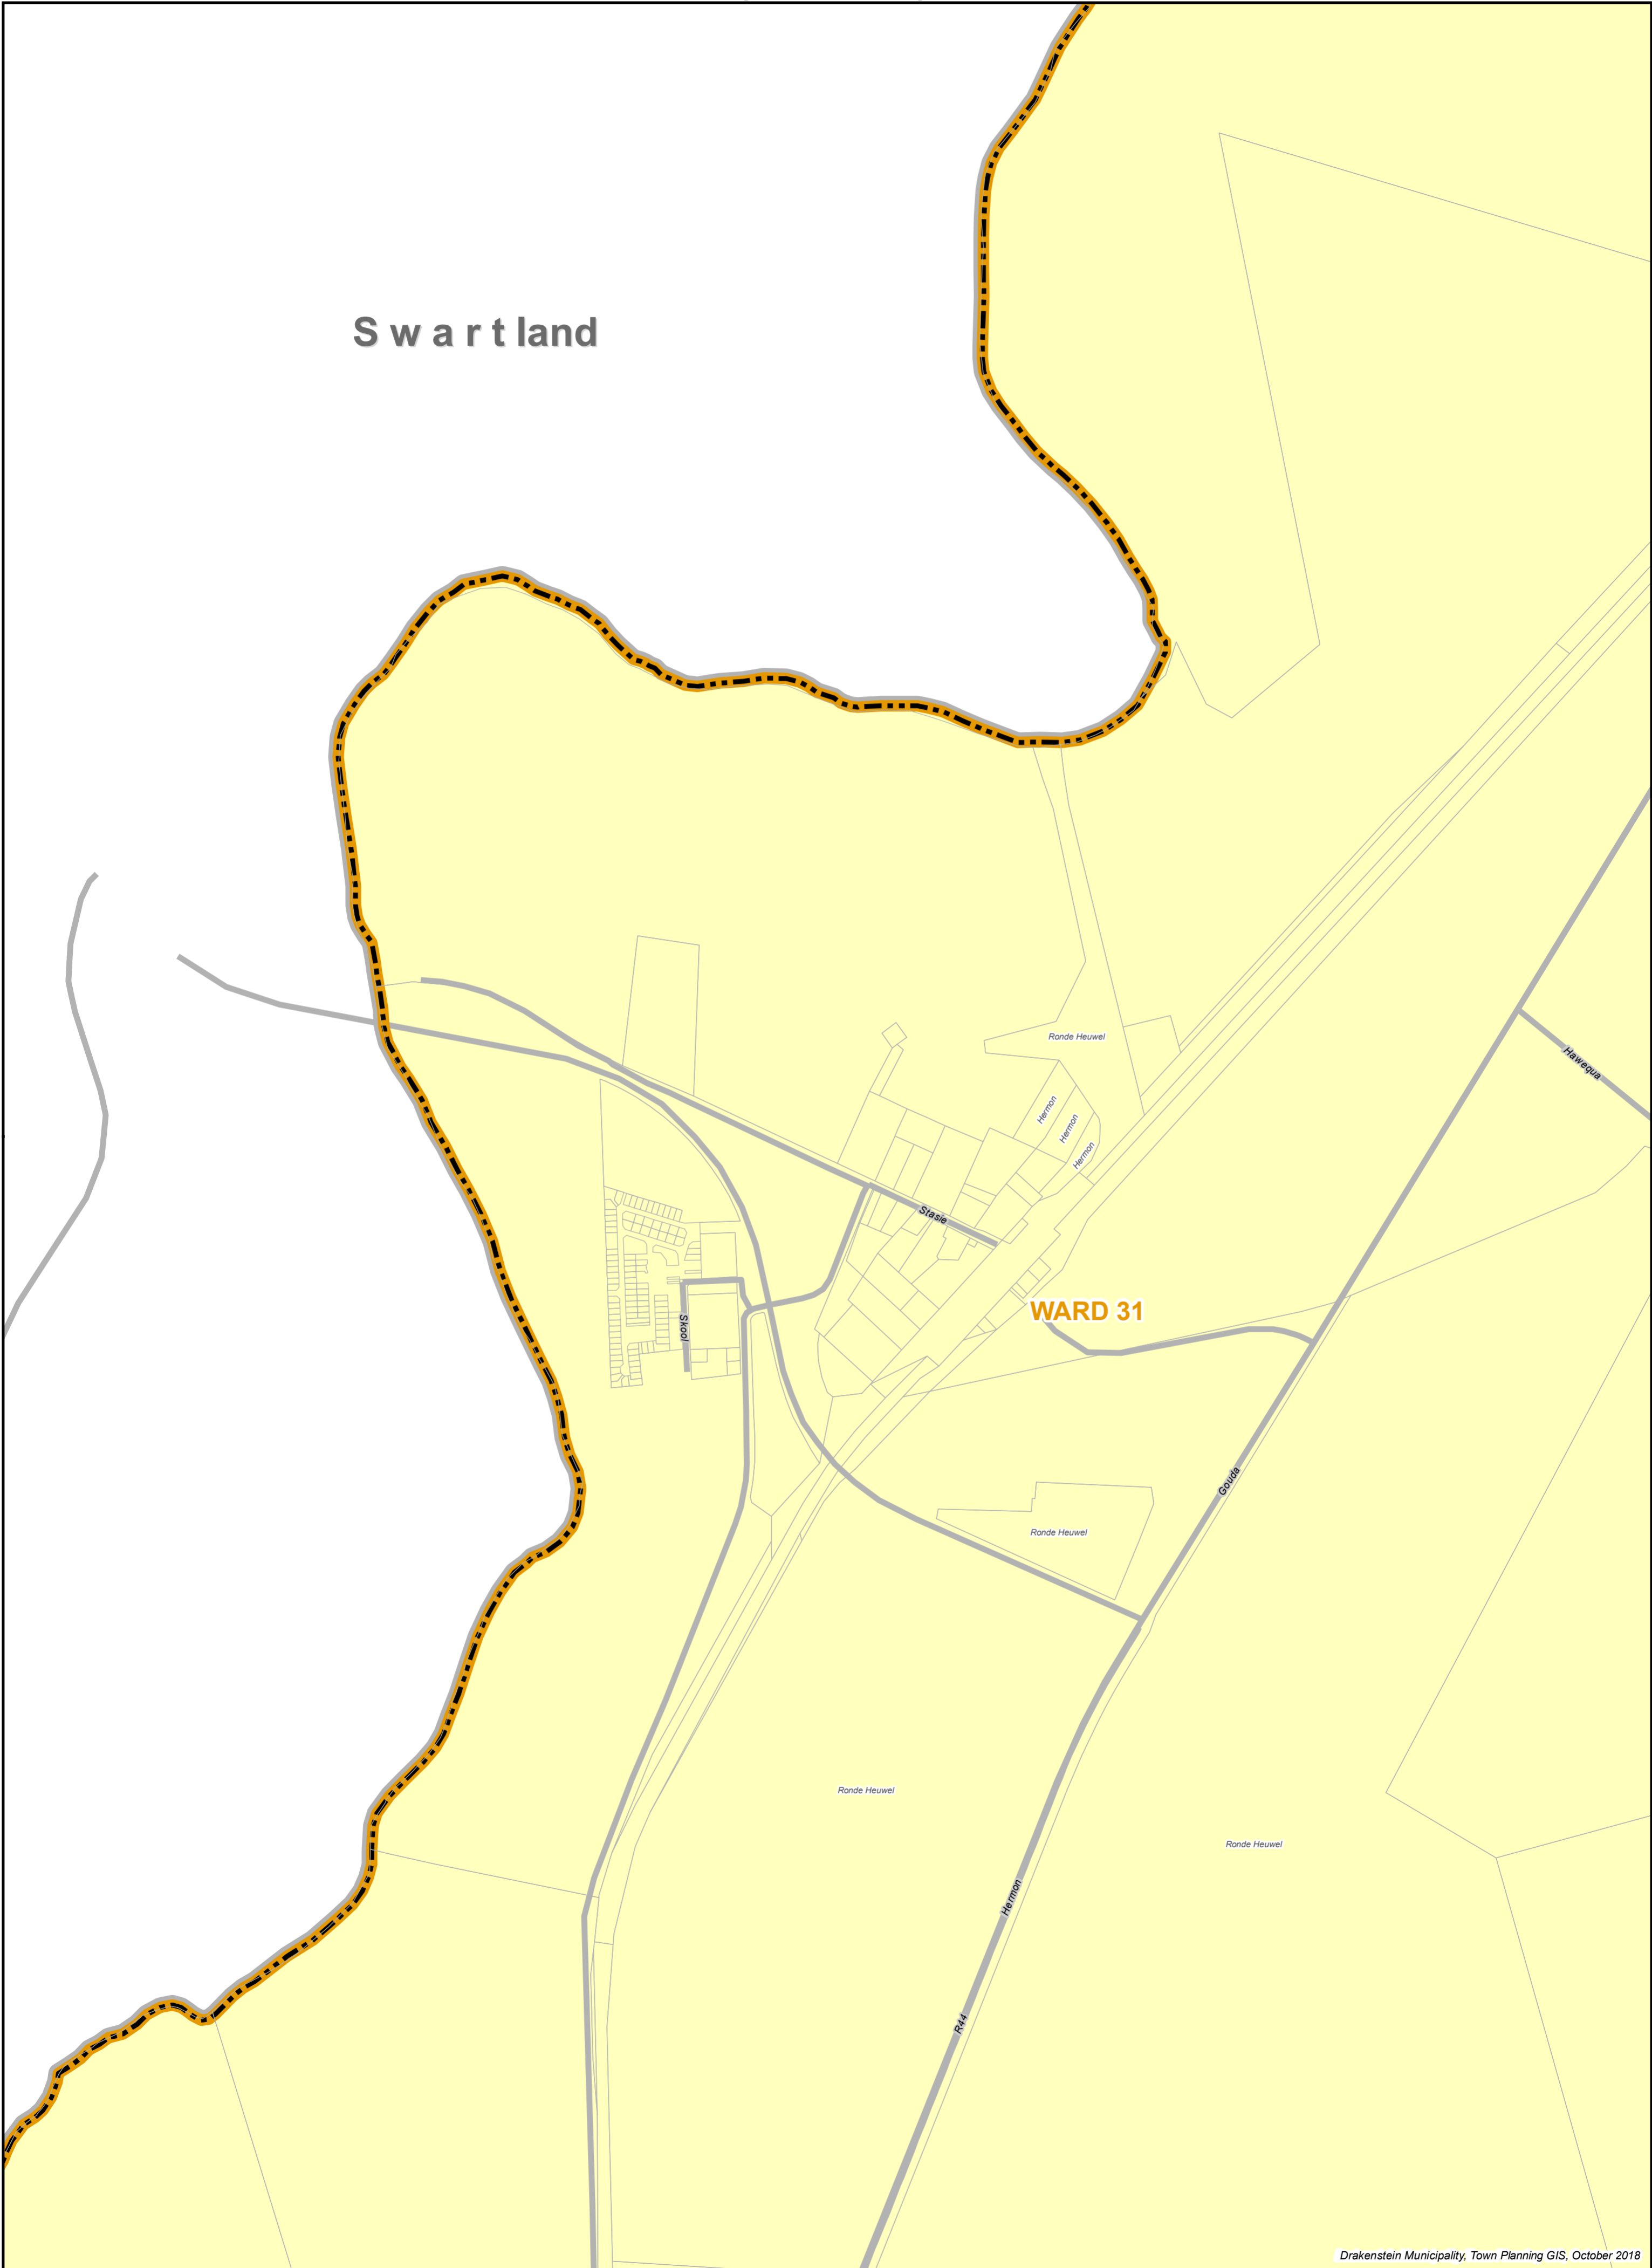 S w a r t land
Ronde Heuwel
Hawequa
Hermon
Hermon
Hermon
Stasie
WARD 31
Skool
Gouda
Ronde Heuwel
Ronde Heuwel
Ronde Heuwel
Hermon
R44
Drakenstein Municipality, Town Planning GIS, October 2018